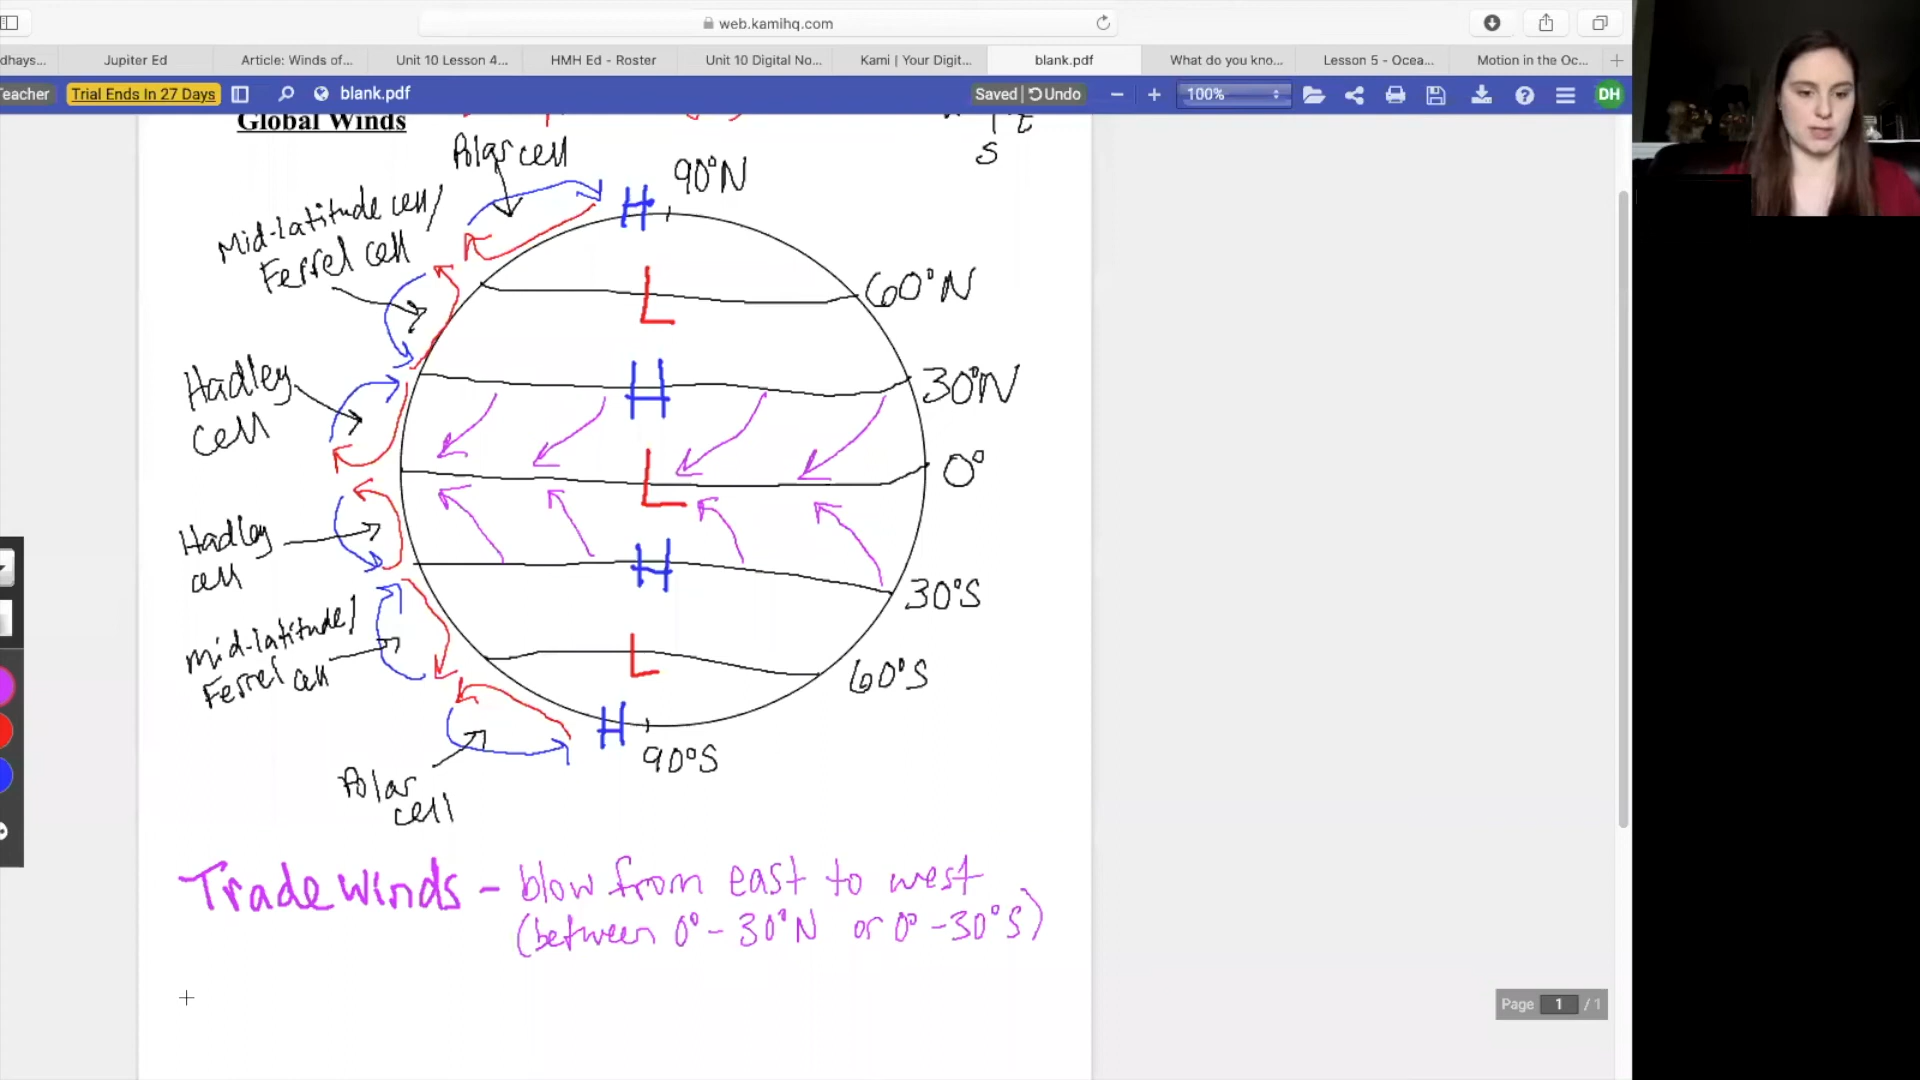 web.kamihq.com
dhays...
Jupiter Ed
Article: Winds of...
Unit 10 Lesson 4...
HMH Ed - Roster
Unit 10 Digital No...
Kami | Your Digit...
blank.pdf
What do you kno...
Lesson 5 - Ocea...
Motion in the Oc...
Teacher
Trial Ends In 27 Days
blank.pdf
Saved | Undo
100%
DH
Global Winds
S
Polar cell
90°N
H
Mid-latitude cell/
Ferrel cell
L
60°N
Hadley
cell
H
30°N
L
0°
Hadley
cell
H
30°S
mid-latitude/
Ferrel cell
L
60°S
H
90°S
Polar
cell
Trade winds - blow from east to west
(between 0° - 30°N or 0° - 30°S)
Page 1 / 1